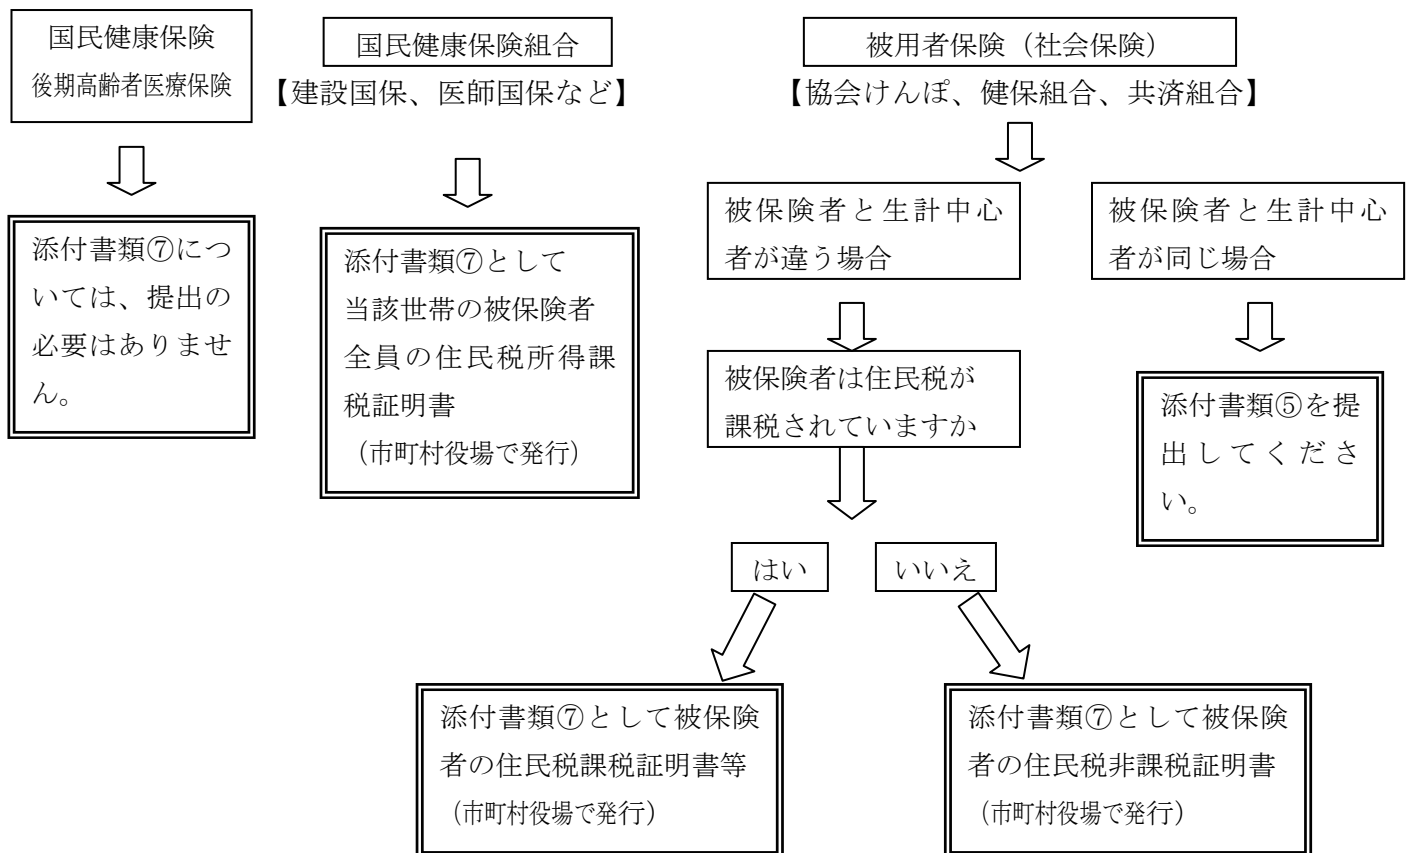 国民健康保険
後期高齢者医療保険
国民健康保険組合
【建設国保、医師国保など】
被用者保険（社会保険）
【協会けんぽ、健保組合、共済組合】
添付書類⑦につ
いては、提出の
必要はありませ
ん。
添付書類⑦として
当該世帯の被保険者
全員の住民税所得課
税証明書
（市町村役場で発行）
被保険者と生計中心
者が違う場合
被保険者と生計中心
者が同じ場合
被保険者は住民税が
課税されていますか
添付書類⑤を提
出してくださ
い。
はい
いいえ
添付書類⑦として被保険
者の住民税課税証明書等
（市町村役場で発行）
添付書類⑦として被保険
者の住民税非課税証明書
（市町村役場で発行）